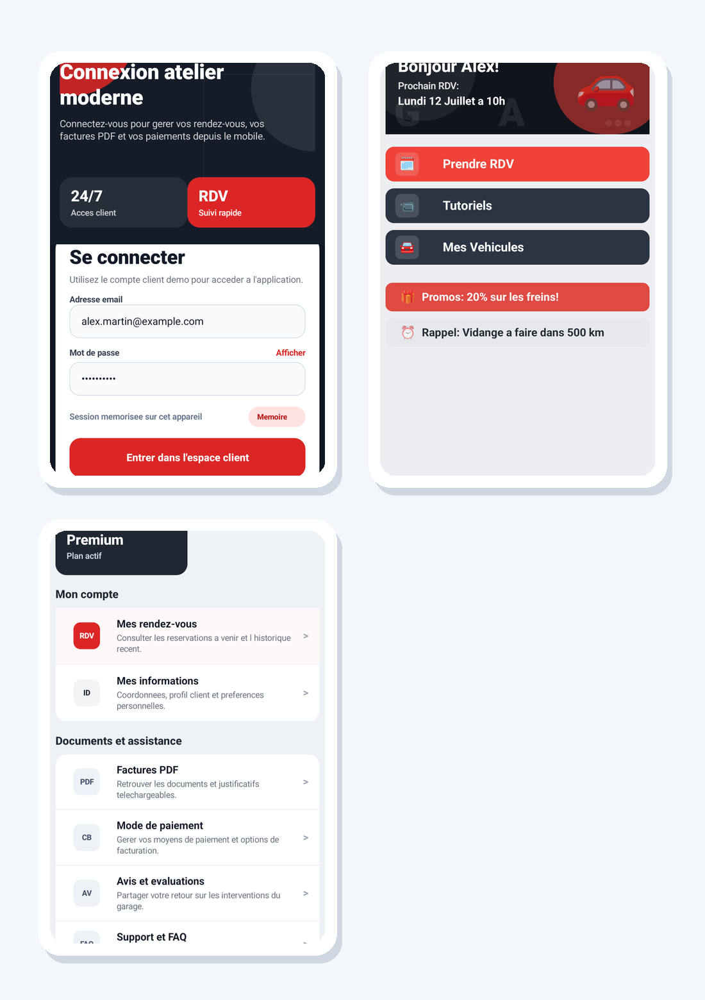 Connexion atelier
moderne
Connectez-vous pour gerer vos rendez-vous, vos
factures PDF et vos paiements depuis le mobile.
24/7
Acces client
RDV
Suivi rapide
Se connecter
Utilisez le compte client demo pour acceder a l'application.
Adresse email
alex.martin@example.com
Mot de passe
Afficher
••••••••••
Session memorisee sur cet appareil
Memoire
Entrer dans l'espace client
Bonjour Alex!
Prochain RDV:
Lundi 12 Juillet a 10h
G A
Prendre RDV
Tutoriels
Mes Vehicules
Promos: 20% sur les freins!
Rappel: Vidange a faire dans 500 km
Premium
Plan actif
Mon compte
RDV
Mes rendez-vous
Consulter les reservations a venir et l historique
recent.
>
ID
Mes informations
Coordonnees, profil client et preferences
personnelles.
>
Documents et assistance
PDF
Factures PDF
Retrouver les documents et justificatifs
telechargeables.
>
CB
Mode de paiement
Gerer vos moyens de paiement et options de
facturation.
>
AV
Avis et evaluations
Partager votre retour sur les interventions du
garage.
>
FAQ
Support et FAQ